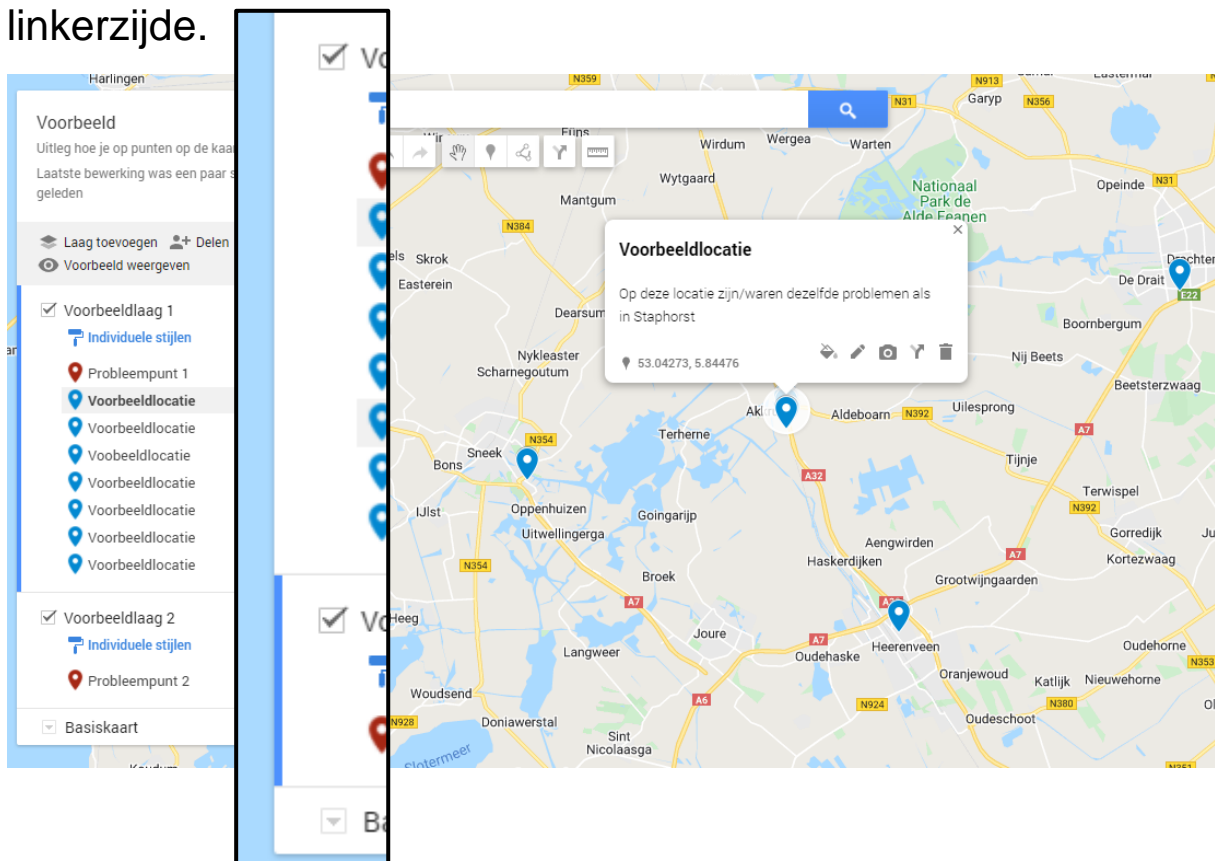 linkerzijde.
Harlingen
Voorbeeld
Uitleg hoe je op punten op de kaa
Laatste bewerking was een paar s
geleden
Laag toevoegen Delen
Voorbeeld weergeven
Voorbeeldlaag 1
Individuele stijlen
Probleempunt 1
Voorbeeldlocatie
Voorbeeldlocatie
Voobeeldlocatie
Voorbeeldlocatie
Voorbeeldlocatie
Voorbeeldlocatie
Voorbeeldlocatie
Voorbeeldlaag 2
Individuele stijlen
Probleempunt 2
Basiskaart
Vo
Vo
Ba
N359
N913
N31
Garyp
N356
Wirdum
Wergea
Warten
Wytgaard
Mantgum
Nationaal
Park de
Alde Feanen
Opeinde
N31
N384
els
Skrok
Easterein
Dearsum
Voorbeeldlocatie
Op deze locatie zijn/waren dezelfde problemen als
in Staphorst
53.04273, 5.84476
De Drait
E22
Boornbergum
Nykleaster
Scharnegoutum
Nij Beets
Beetsterzwaag
Aldeboarn
N392
Uilesprong
A7
Terherne
N354
Sneek
Bons
A32
Tijnje
Terwispel
N392
IJlst
Oppenhuizen
Goingarijp
Uitwellingerga
Gorredijk
Ju
Aengwirden
A7
Kortezwaag
N354
Haskerdijken
Broek
Grootwijngaarden
A7
Heeg
Joure
A7
Heerenveen
Oudehaske
Langweer
Oudehorne
N353
Oranjewoud
Katlijk
Nieuwehorne
Woudsend
A6
N924
N380
N928
Doniawerstal
Oudeschoot
Sint
Nicolaasga
Slotermeer
N351